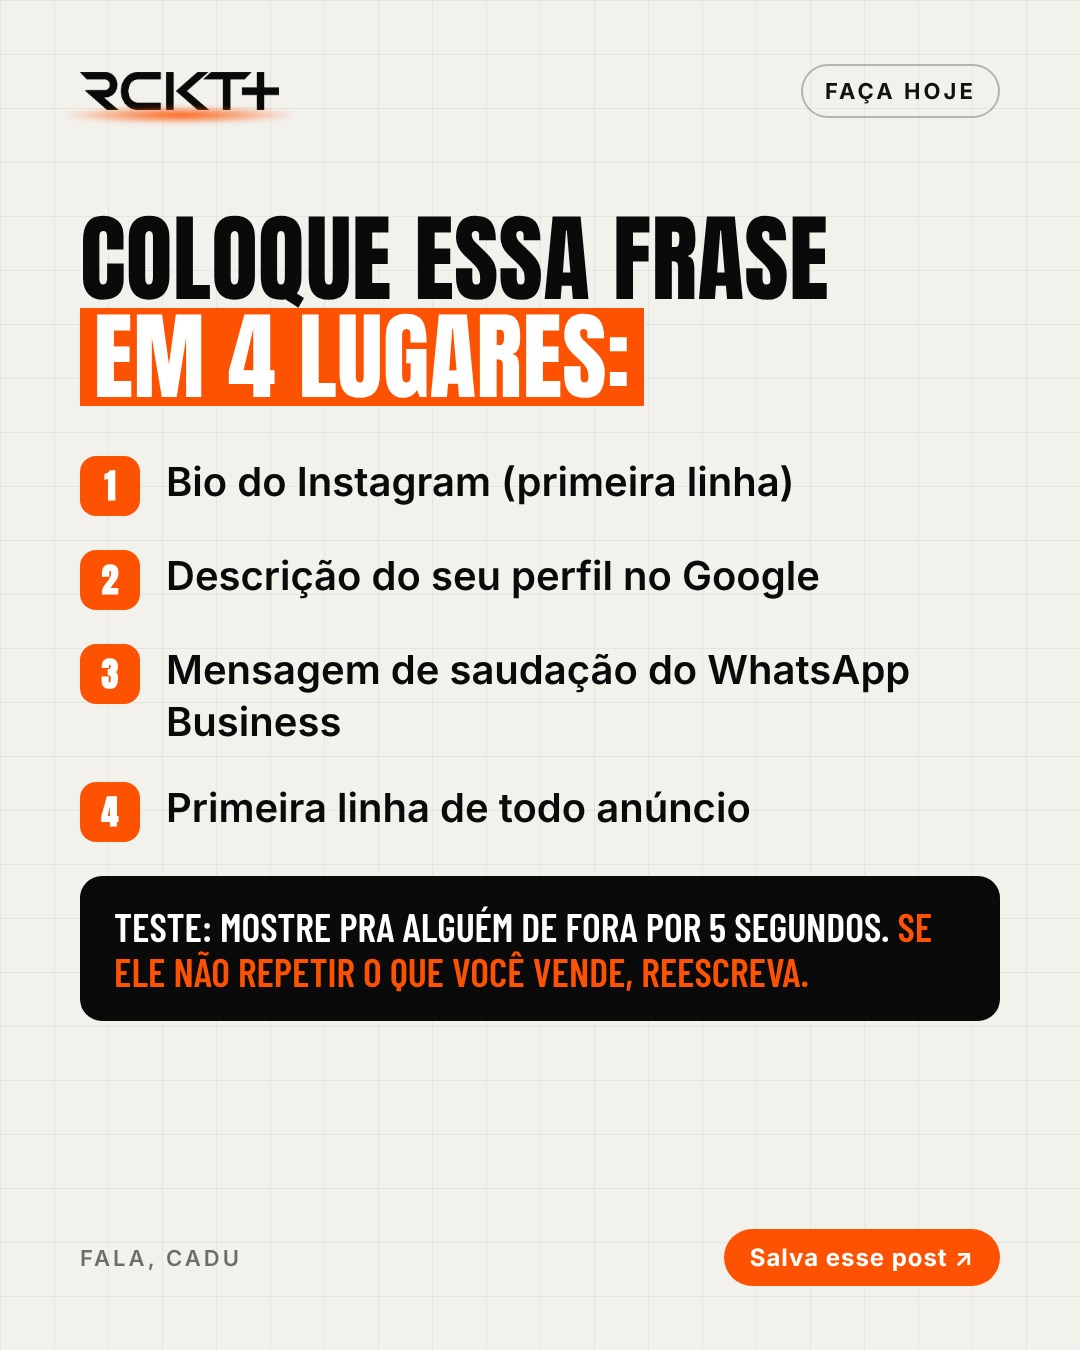 RCKT+
FAÇA HOJE
COLOQUE ESSA FRASE
EM 4 LUGARES:
1 Bio do Instagram (primeira linha)
2 Descrição do seu perfil no Google
3 Mensagem de saudação do WhatsApp
Business
4 Primeira linha de todo anúncio
TESTE: MOSTRE PRA ALGUÉM DE FORA POR 5 SEGUNDOS. SE
ELE NÃO REPETIR O QUE VOCÊ VENDE, REESCREVA.
FALA, CADU
Salva esse post ↗